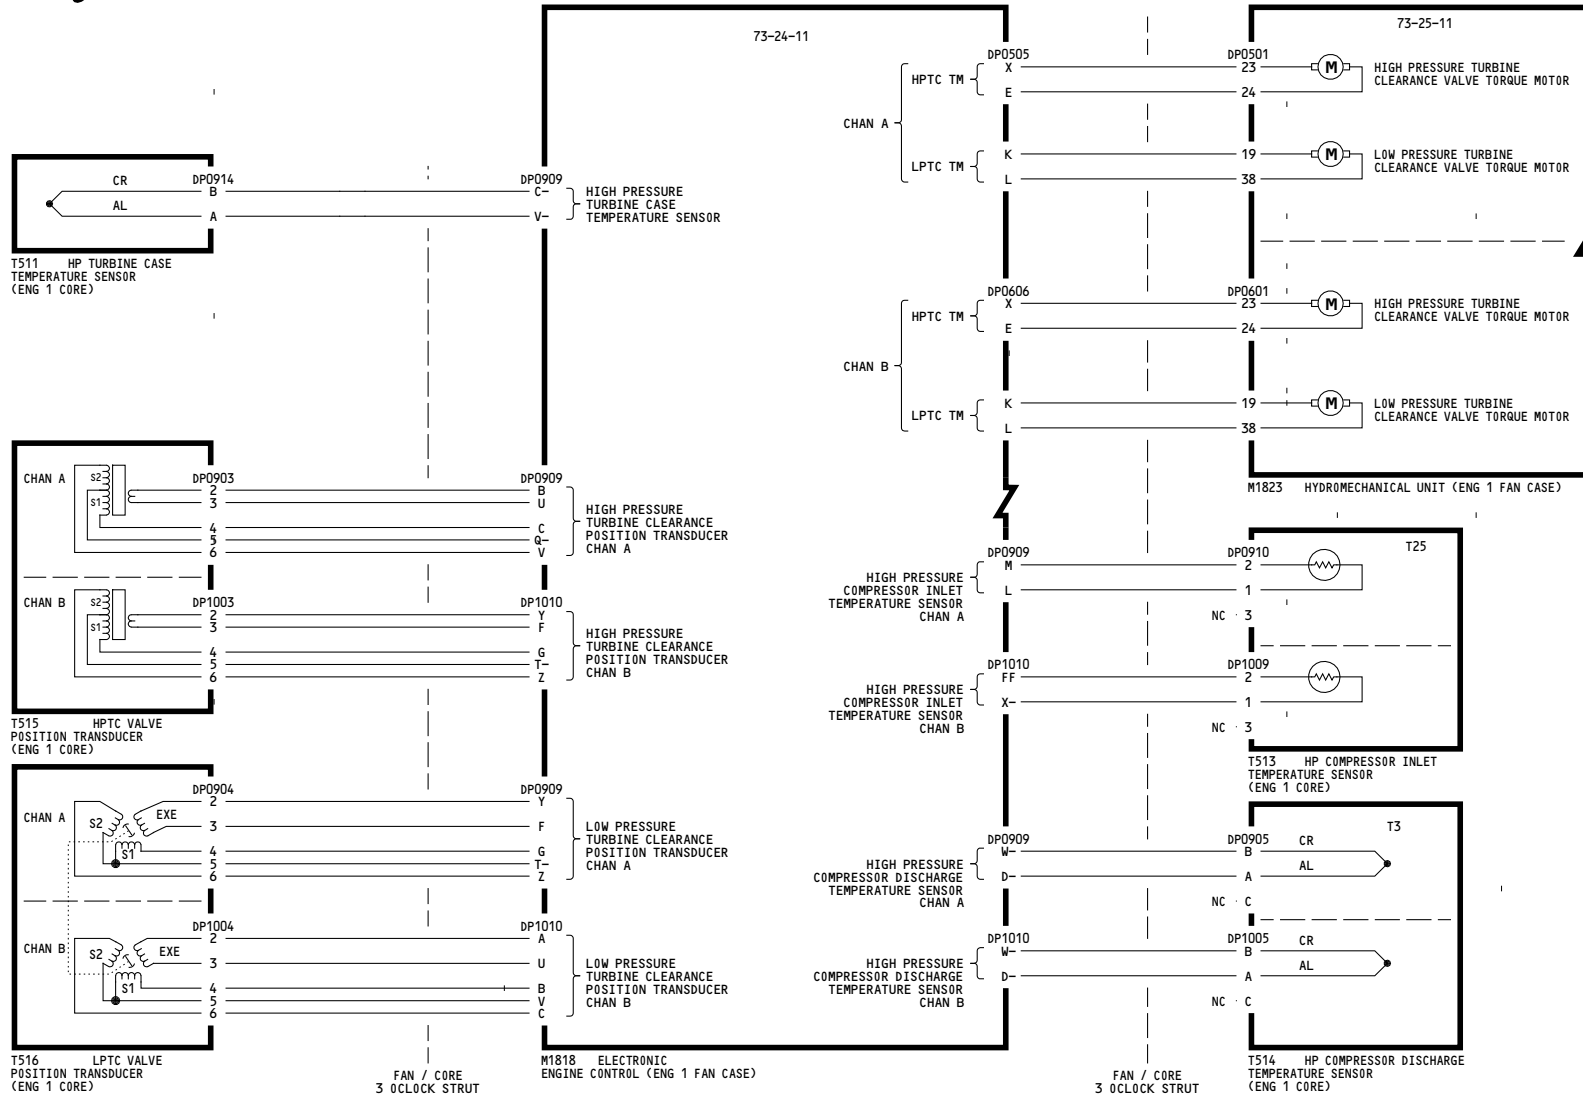 73-24-11
73-25-11
DP0505
DP0501
HPTC TM
X
23
M
HIGH PRESSURE TURBINE
CLEARANCE VALVE TORQUE MOTOR
E
24
CHAN A
LPTC TM
K
19
M
LOW PRESSURE TURBINE
CLEARANCE VALVE TORQUE MOTOR
L
38
CR
DP0914
B
AL
A
DP0909
C-
V-
HIGH PRESSURE
TURBINE CASE
TEMPERATURE SENSOR
T511 HP TURBINE CASE
TEMPERATURE SENSOR
(ENG 1 CORE)
DP0606
DP0601
HPTC TM
X
23
M
HIGH PRESSURE TURBINE
CLEARANCE VALVE TORQUE MOTOR
E
24
CHAN B
LPTC TM
K
19
M
LOW PRESSURE TURBINE
CLEARANCE VALVE TORQUE MOTOR
L
38
M1823 HYDROMECHANICAL UNIT (ENG 1 FAN CASE)
CHAN A
S2
S1
DP0903
2
3
4
5
6
DP0909
B
U
C
Q-
V
HIGH PRESSURE
TURBINE CLEARANCE
POSITION TRANSDUCER
CHAN A
CHAN B
S2
S1
DP1003
2
3
4
5
6
DP1010
Y
F
G
T-
Z
HIGH PRESSURE
TURBINE CLEARANCE
POSITION TRANSDUCER
CHAN B
T515 HPTC VALVE
POSITION TRANSDUCER
(ENG 1 CORE)
HIGH PRESSURE
COMPRESSOR INLET
TEMPERATURE SENSOR
CHAN A
DP0909
M
L
DP0910
2
1
NC 3
T25
HIGH PRESSURE
COMPRESSOR INLET
TEMPERATURE SENSOR
CHAN B
DP1010
FF
X-
DP1009
2
1
NC 3
T513 HP COMPRESSOR INLET
TEMPERATURE SENSOR
(ENG 1 CORE)
CHAN A
S2
EXE
S1
DP0904
2
3
4
5
6
DP0909
Y
F
G
T-
Z
LOW PRESSURE
TURBINE CLEARANCE
POSITION TRANSDUCER
CHAN A
CHAN B
S2
EXE
S1
DP1004
2
3
4
5
6
DP1010
A
U
B
V
C
LOW PRESSURE
TURBINE CLEARANCE
POSITION TRANSDUCER
CHAN B
HIGH PRESSURE
COMPRESSOR DISCHARGE
TEMPERATURE SENSOR
CHAN A
DP0909
W-
D-
DP0905
B
A
NC C
CR
AL
T3
HIGH PRESSURE
COMPRESSOR DISCHARGE
TEMPERATURE SENSOR
CHAN B
DP1010
W-
D-
DP1005
B
A
NC C
CR
AL
T516 LPTC VALVE
POSITION TRANSDUCER
(ENG 1 CORE)
FAN / CORE
3 OCLOCK STRUT
M1818 ELECTRONIC
ENGINE CONTROL (ENG 1 FAN CASE)
FAN / CORE
3 OCLOCK STRUT
T514 HP COMPRESSOR DISCHARGE
TEMPERATURE SENSOR
(ENG 1 CORE)